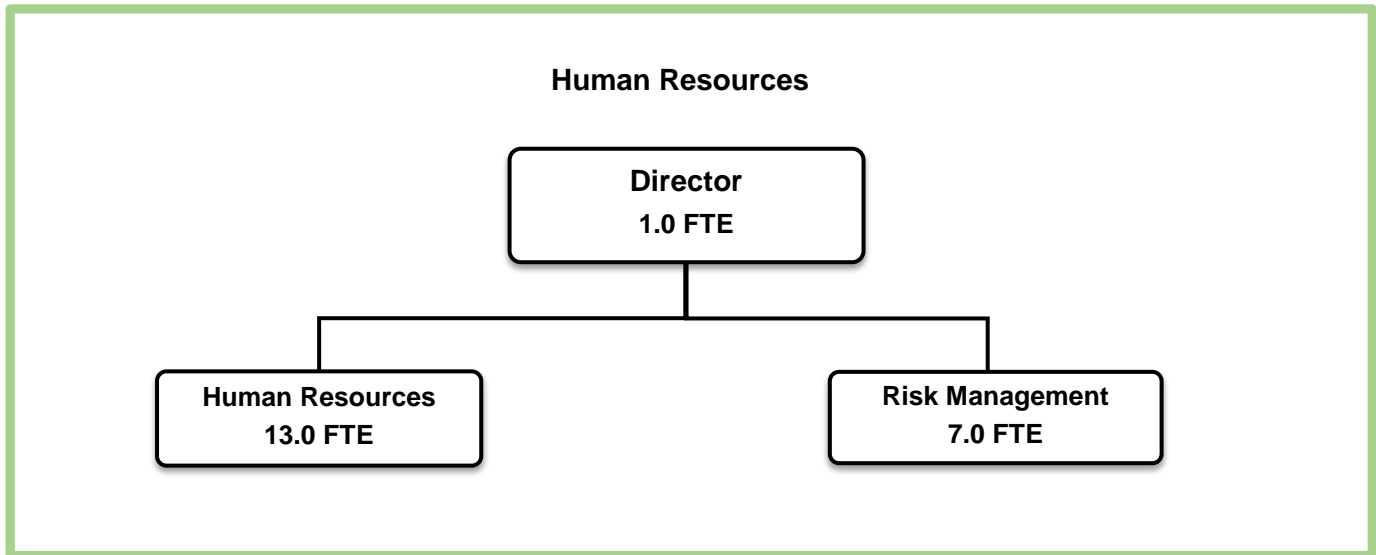 Human Resources
Director
1.0 FTE
Human Resources
13.0 FTE
Risk Management
7.0 FTE